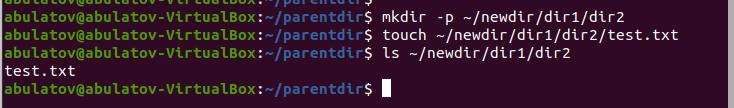 abulatov@abulatov-VirtualBox:~/parentdir$ mkdir -p ~/newdir/dir1/dir2
abulatov@abulatov-VirtualBox:~/parentdir$ touch ~/newdir/dir1/dir2/test.txt
abulatov@abulatov-VirtualBox:~/parentdir$ ls ~/newdir/dir1/dir2
test.txt
abulatov@abulatov-VirtualBox:~/parentdir$